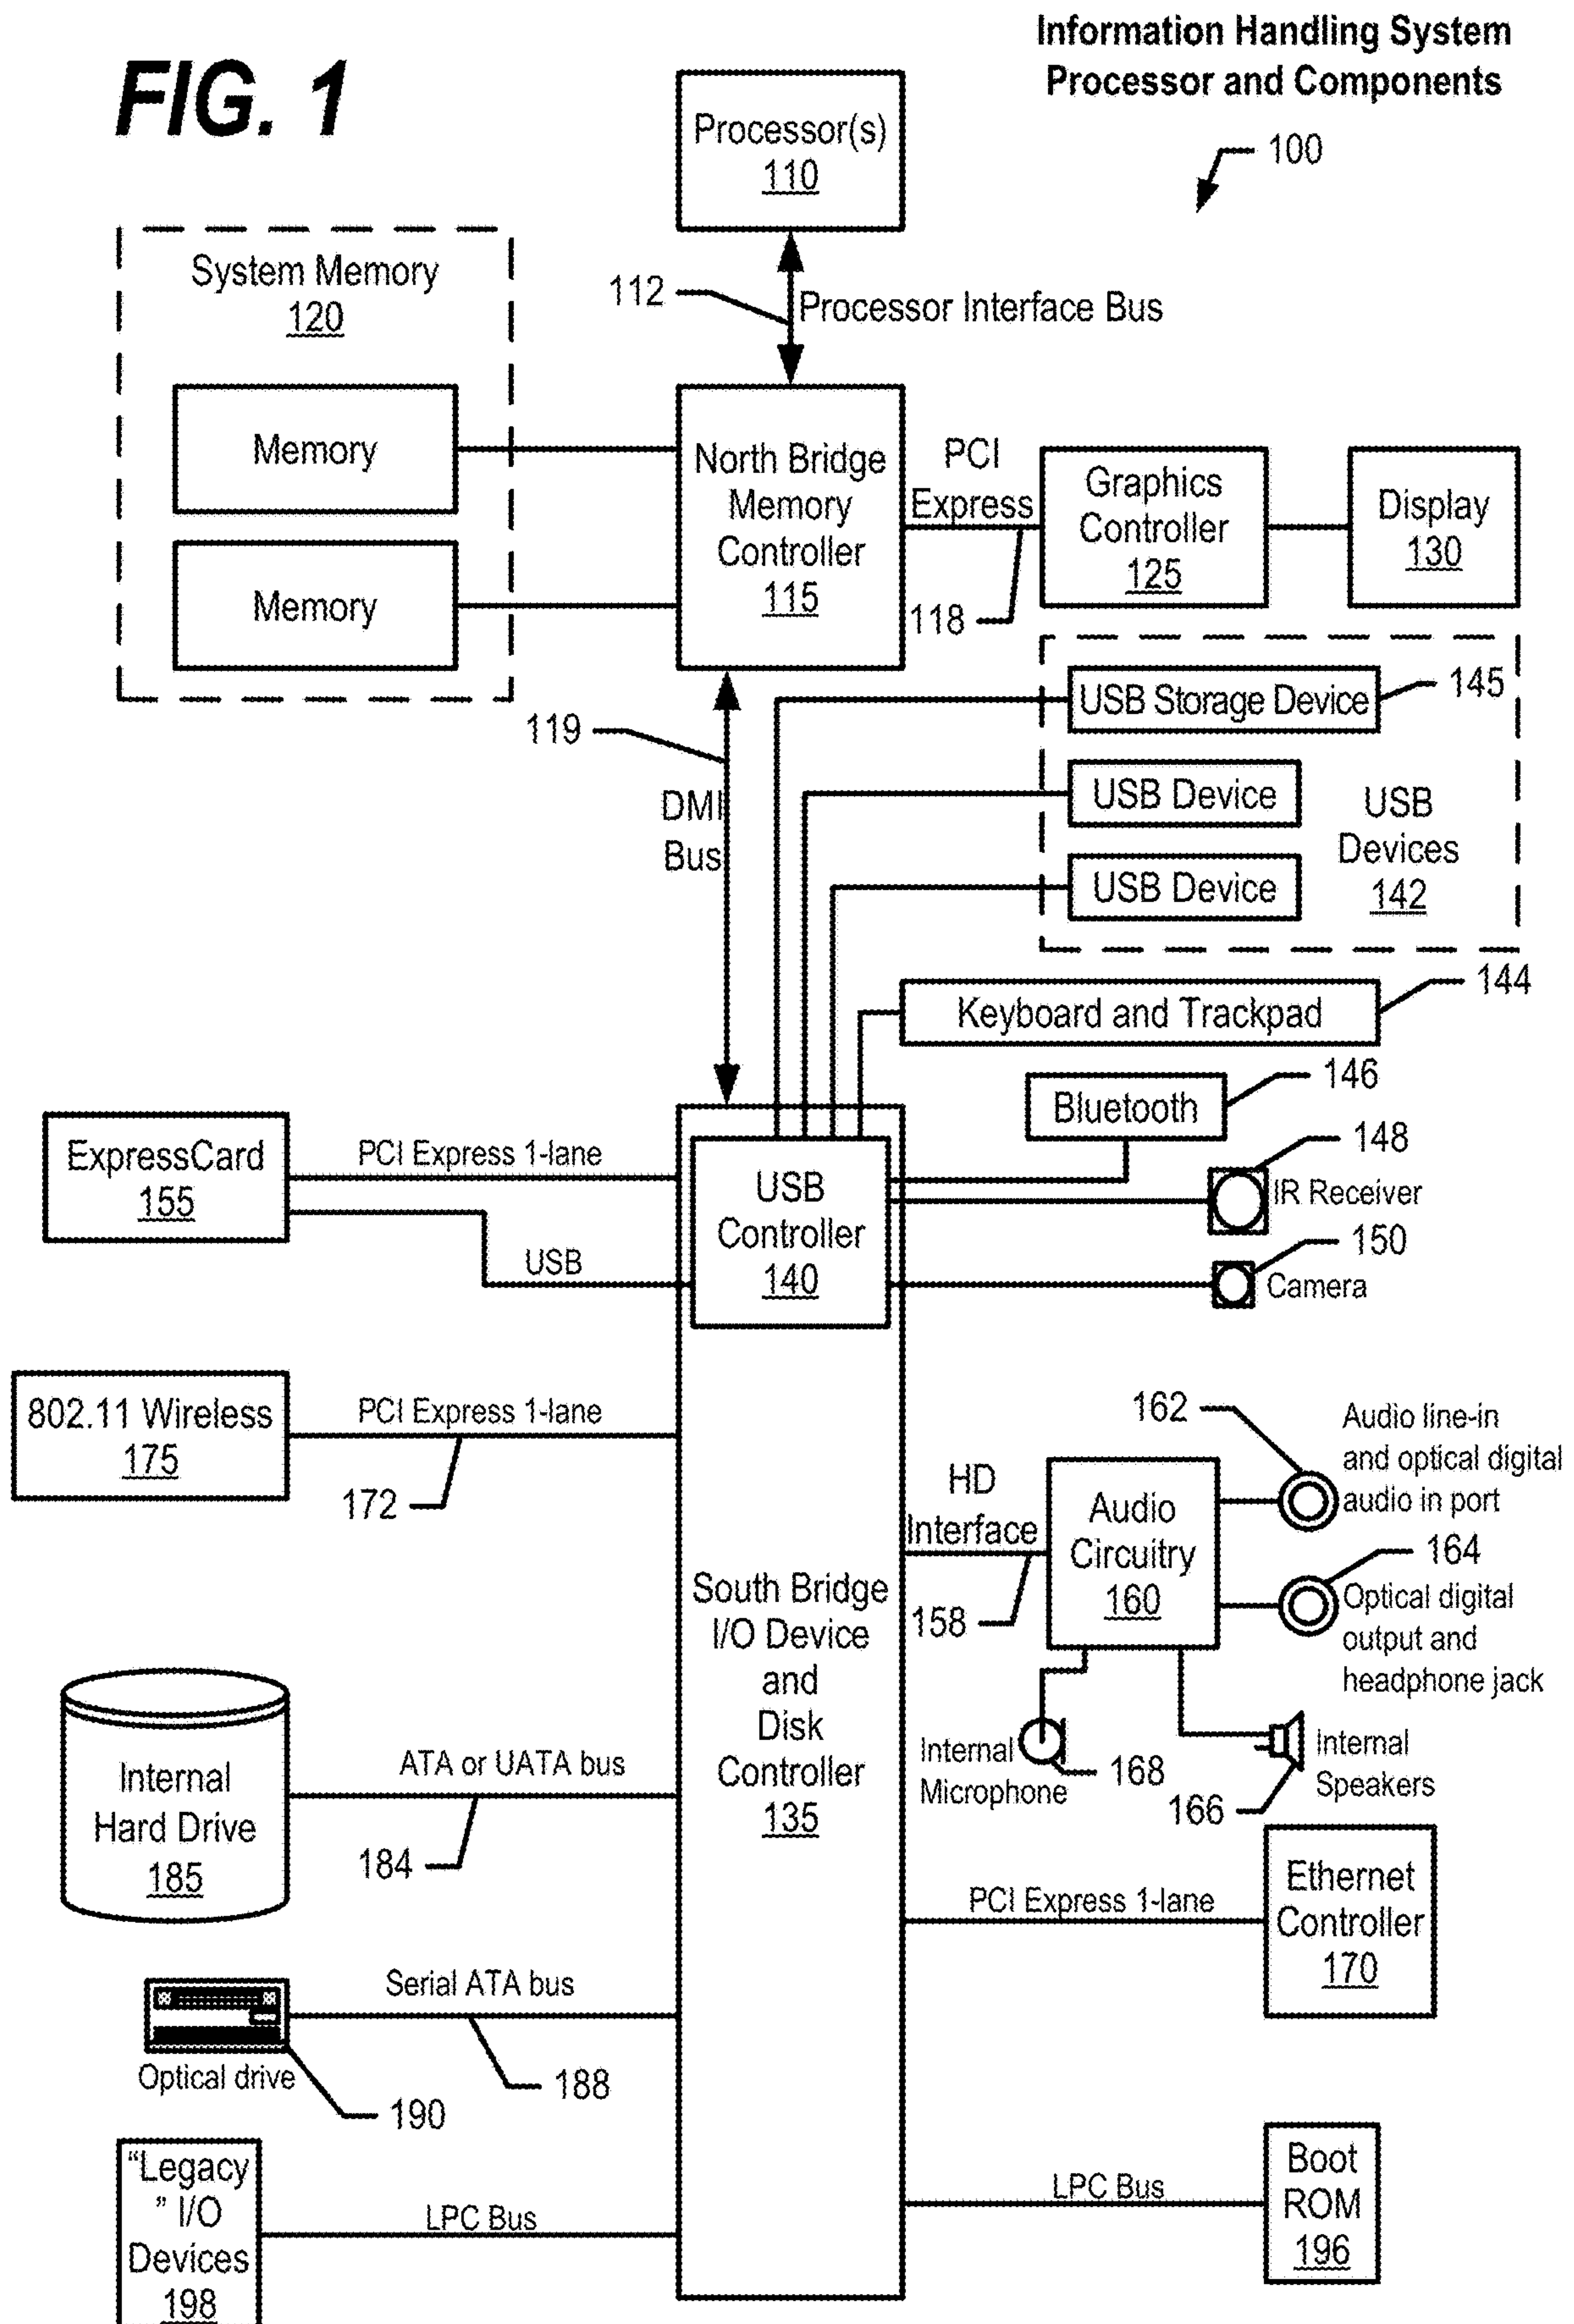 FIG. 1
Information Handling System
Processor and Components
100
Processor(s)
110
112
Processor Interface Bus
System Memory
120
Memory
Memory
North Bridge
Memory
Controller
115
PCI
Express
118
Graphics
Controller
125
Display
130
119
DMI
Bus
USB Storage Device
145
USB Device
USB Device
USB
Devices
142
Keyboard and Trackpad
144
Bluetooth
146
148
IR Receiver
150
Camera
ExpressCard
155
PCI Express 1-lane
USB
USB
Controller
140
802.11 Wireless
175
PCI Express 1-lane
172
South Bridge
I/O Device
and
Disk
Controller
135
HD
Interface
158
Audio
Circuitry
160
162
Audio line-in
and optical digital
audio in port
164
Optical digital
output and
headphone jack
Internal
Microphone
168
Internal
Speakers
166
Internal
Hard Drive
185
ATA or UATA bus
184
Ethernet
Controller
170
PCI Express 1-lane
Serial ATA bus
188
Optical drive
190
“Legacy
” I/O
Devices
198
LPC Bus
LPC Bus
Boot
ROM
196